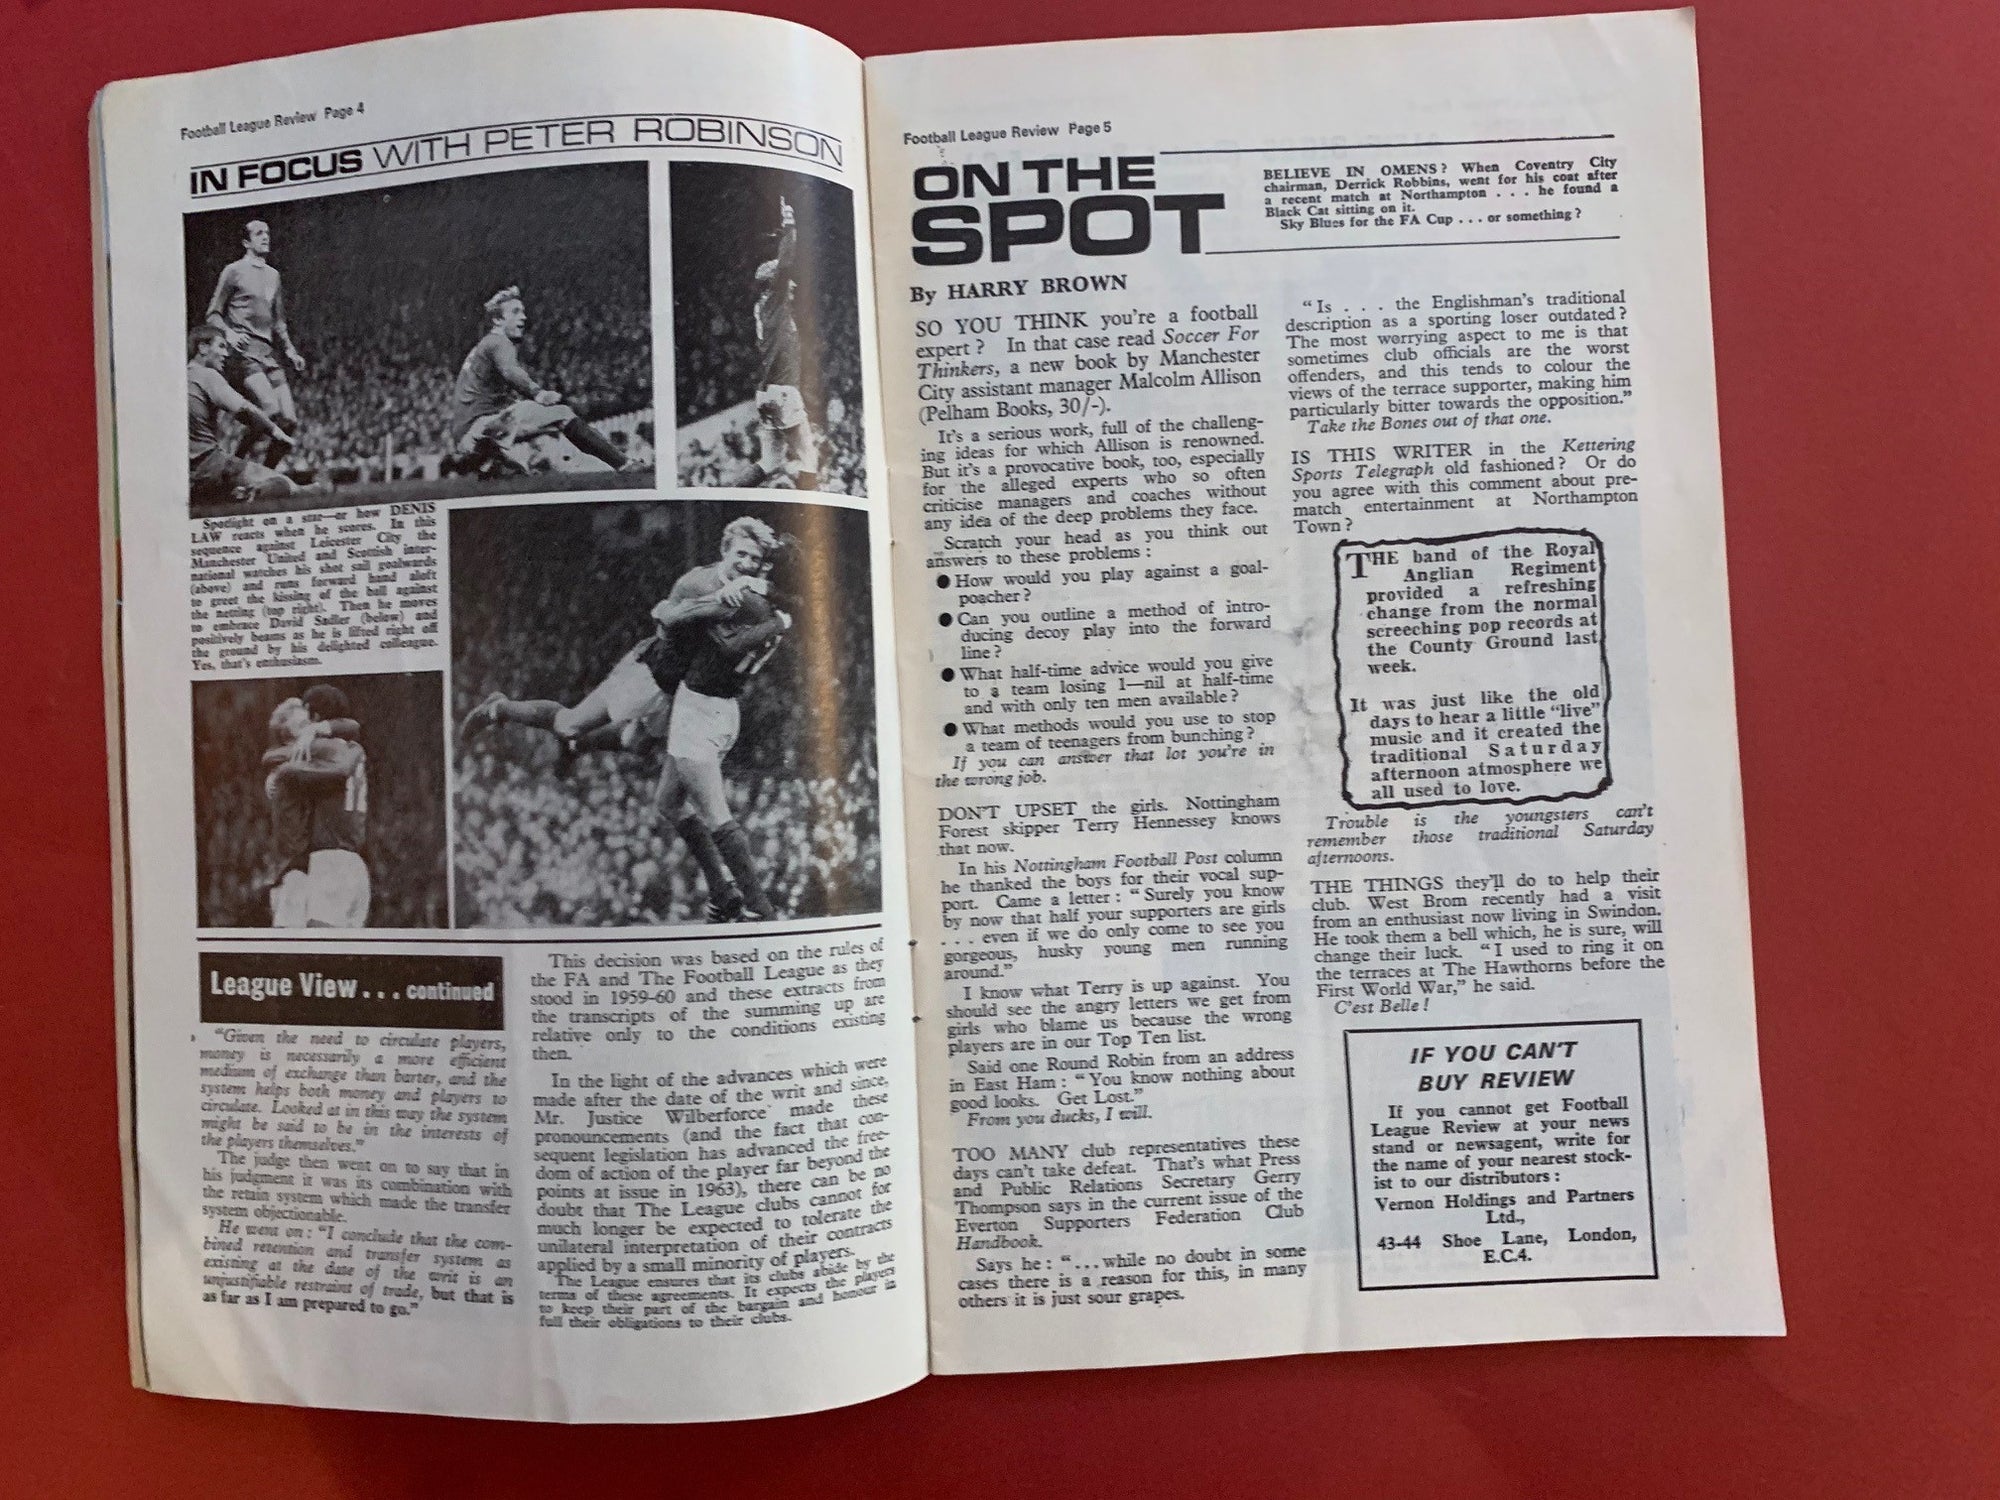 Football League Review Page 4
IN FOCUS WITH PETER ROBINSON
Spotlight on a star—or how DENIS
LAW reacts when he scores. In this
sequence against Leicester City the
Manchester United and Scottish inter-
national watches his shot sail goalwards
(above) and runs forward hand aloft
to greet the kissing of the ball against
the netting (top right). Then he moves
to embrace David Sadler (below) and
positively beams as he is lifted right off
the ground by his delighted colleague.
Yes, that's enthusiasm.
League View . . . continued
"Given the need to circulate players,
money is necessarily a more efficient
medium of exchange than barter, and the
system helps both money and players to
circulate. Looked at in this way the system
might be said to be in the interests of
the players themselves."
The judge then went on to say that in
his judgment it was its combination with
the retain system which made the transfer
system objectionable.
He went on: "I conclude that the com-
bined retention and transfer system as
existing at the date of the writ is an
unjustifiable restraint of trade, but that is
as far as I am prepared to go."
This decision was based on the rules of
the FA and The Football League as they
stood in 1959-60 and these extracts from
the transcripts of the summing up are
relative only to the conditions existing
then.
In the light of the advances which were
made after the date of the writ and since,
Mr. Justice Wilberforce made these
pronouncements (and the fact that con-
sequent legislation has advanced the free-
dom of action of the player far beyond the
points at issue in 1963), there can be no
doubt that The League clubs cannot for
much longer be expected to tolerate the
unilateral interpretation of their contracts
applied by a small minority of players.
The League ensures that its clubs abide by the
terms of these agreements. It expects the players
to keep their part of the bargain and honour in
full their obligations to their clubs.
Football League Review Page 5
ON THE
SPOT
BELIEVE IN OMENS? When Coventry City
chairman, Derrick Robbins, went for his coat after
a recent match at Northampton . . . he found a
Black Cat sitting on it.
Sky Blues for the FA Cup . . . or something?
By HARRY BROWN
SO YOU THINK you're a football
expert? In that case read Soccer For
Thinkers, a new book by Manchester
City assistant manager Malcolm Allison
(Pelham Books, 30/-).
It's a serious work, full of the challeng-
ing ideas for which Allison is renowned.
But it's a provocative book, too, especially
for the alleged experts who so often
criticise managers and coaches without
any idea of the deep problems they face.
Scratch your head as you think out
answers to these problems:
● How would you play against a goal-
poacher?
● Can you outline a method of intro-
ducing decoy play into the forward
line?
● What half-time advice would you give
to a team losing 1—nil at half-time
and with only ten men available?
● What methods would you use to stop
a team of teenagers from bunching?
If you can answer that lot you're in
the wrong job.
DON'T UPSET the girls. Nottingham
Forest skipper Terry Hennessey knows
that now.
In his Nottingham Football Post column
he thanked the boys for their vocal sup-
port. Came a letter: "Surely you know
by now that half your supporters are girls
. . . even if we do only come to see you
gorgeous, husky young men running
around."
I know what Terry is up against. You
should see the angry letters we get from
girls who blame us because the wrong
players are in our Top Ten list.
Said one Round Robin from an address
in East Ham: "You know nothing about
good looks. Get Lost."
From you ducks, I will.
TOO MANY club representatives these
days can't take defeat. That's what Press
and Public Relations Secretary Gerry
Thompson says in the current issue of the
Everton Supporters Federation Club
Handbook.
Says he: ". . . while no doubt in some
cases there is a reason for this, in many
others it is just sour grapes.
"Is . . . the Englishman's traditional
description as a sporting loser outdated?
The most worrying aspect to me is that
sometimes club officials are the worst
offenders, and this tends to colour the
views of the terrace supporter, making him
particularly bitter towards the opposition."
Take the Bones out of that one.
IS THIS WRITER in the Kettering
Sports Telegraph old fashioned? Or do
you agree with this comment about pre-
match entertainment at Northampton
Town?
THE band of the Royal
Anglian Regiment
provided a refreshing
change from the normal
screeching pop records at
the County Ground last
week.
It was just like the old
days to hear a little "live"
music and it created the
traditional Saturday
afternoon atmosphere we
all used to love.
Trouble is the youngsters can't
remember those traditional Saturday
afternoons.
THE THINGS they'll do to help their
club. West Brom recently had a visit
from an enthusiast now living in Swindon.
He took them a bell which, he is sure, will
change their luck. "I used to ring it on
the terraces at The Hawthorns before the
First World War," he said.
C'est Belle!
IF YOU CAN'T
BUY REVIEW
If you cannot get Football
League Review at your news
stand or newsagent, write for
the name of your nearest stock-
ist to our distributors:
Vernon Holdings and Partners
Ltd.,
43-44 Shoe Lane, London,
E.C.4.